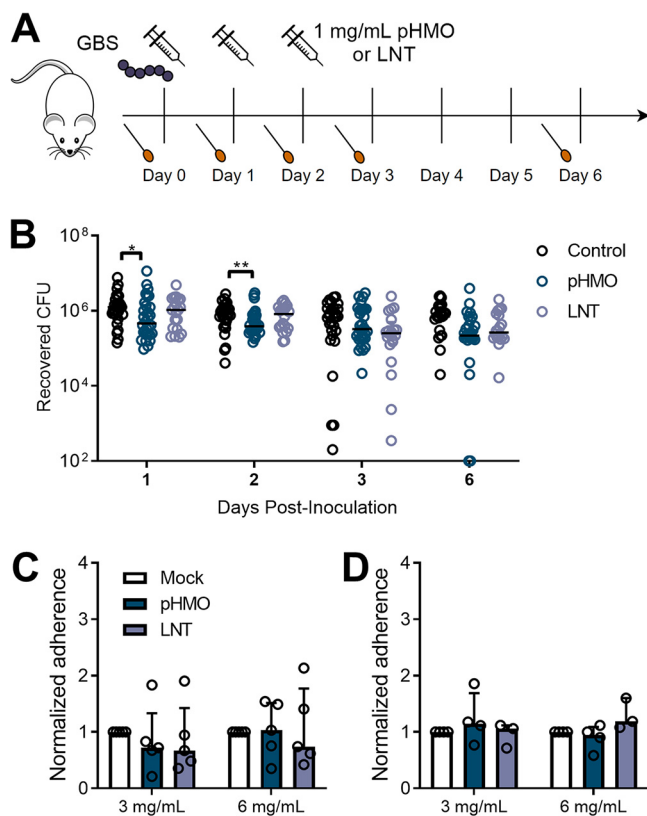 A
GBS
1 mg/mL pHMO
or LNT
Day 0
Day 1
Day 2
Day 3
Day 4
Day 5
Day 6
B
Recovered CFU
10⁸
10⁶
10⁴
10²
*
**
Control
pHMO
LNT
1
2
3
6
Days Post-Inoculation
C
Normalized adherence
4
3
2
1
0
Mock
pHMO
LNT
3 mg/mL
6 mg/mL
D
Normalized adherence
4
3
2
1
0
3 mg/mL
6 mg/mL